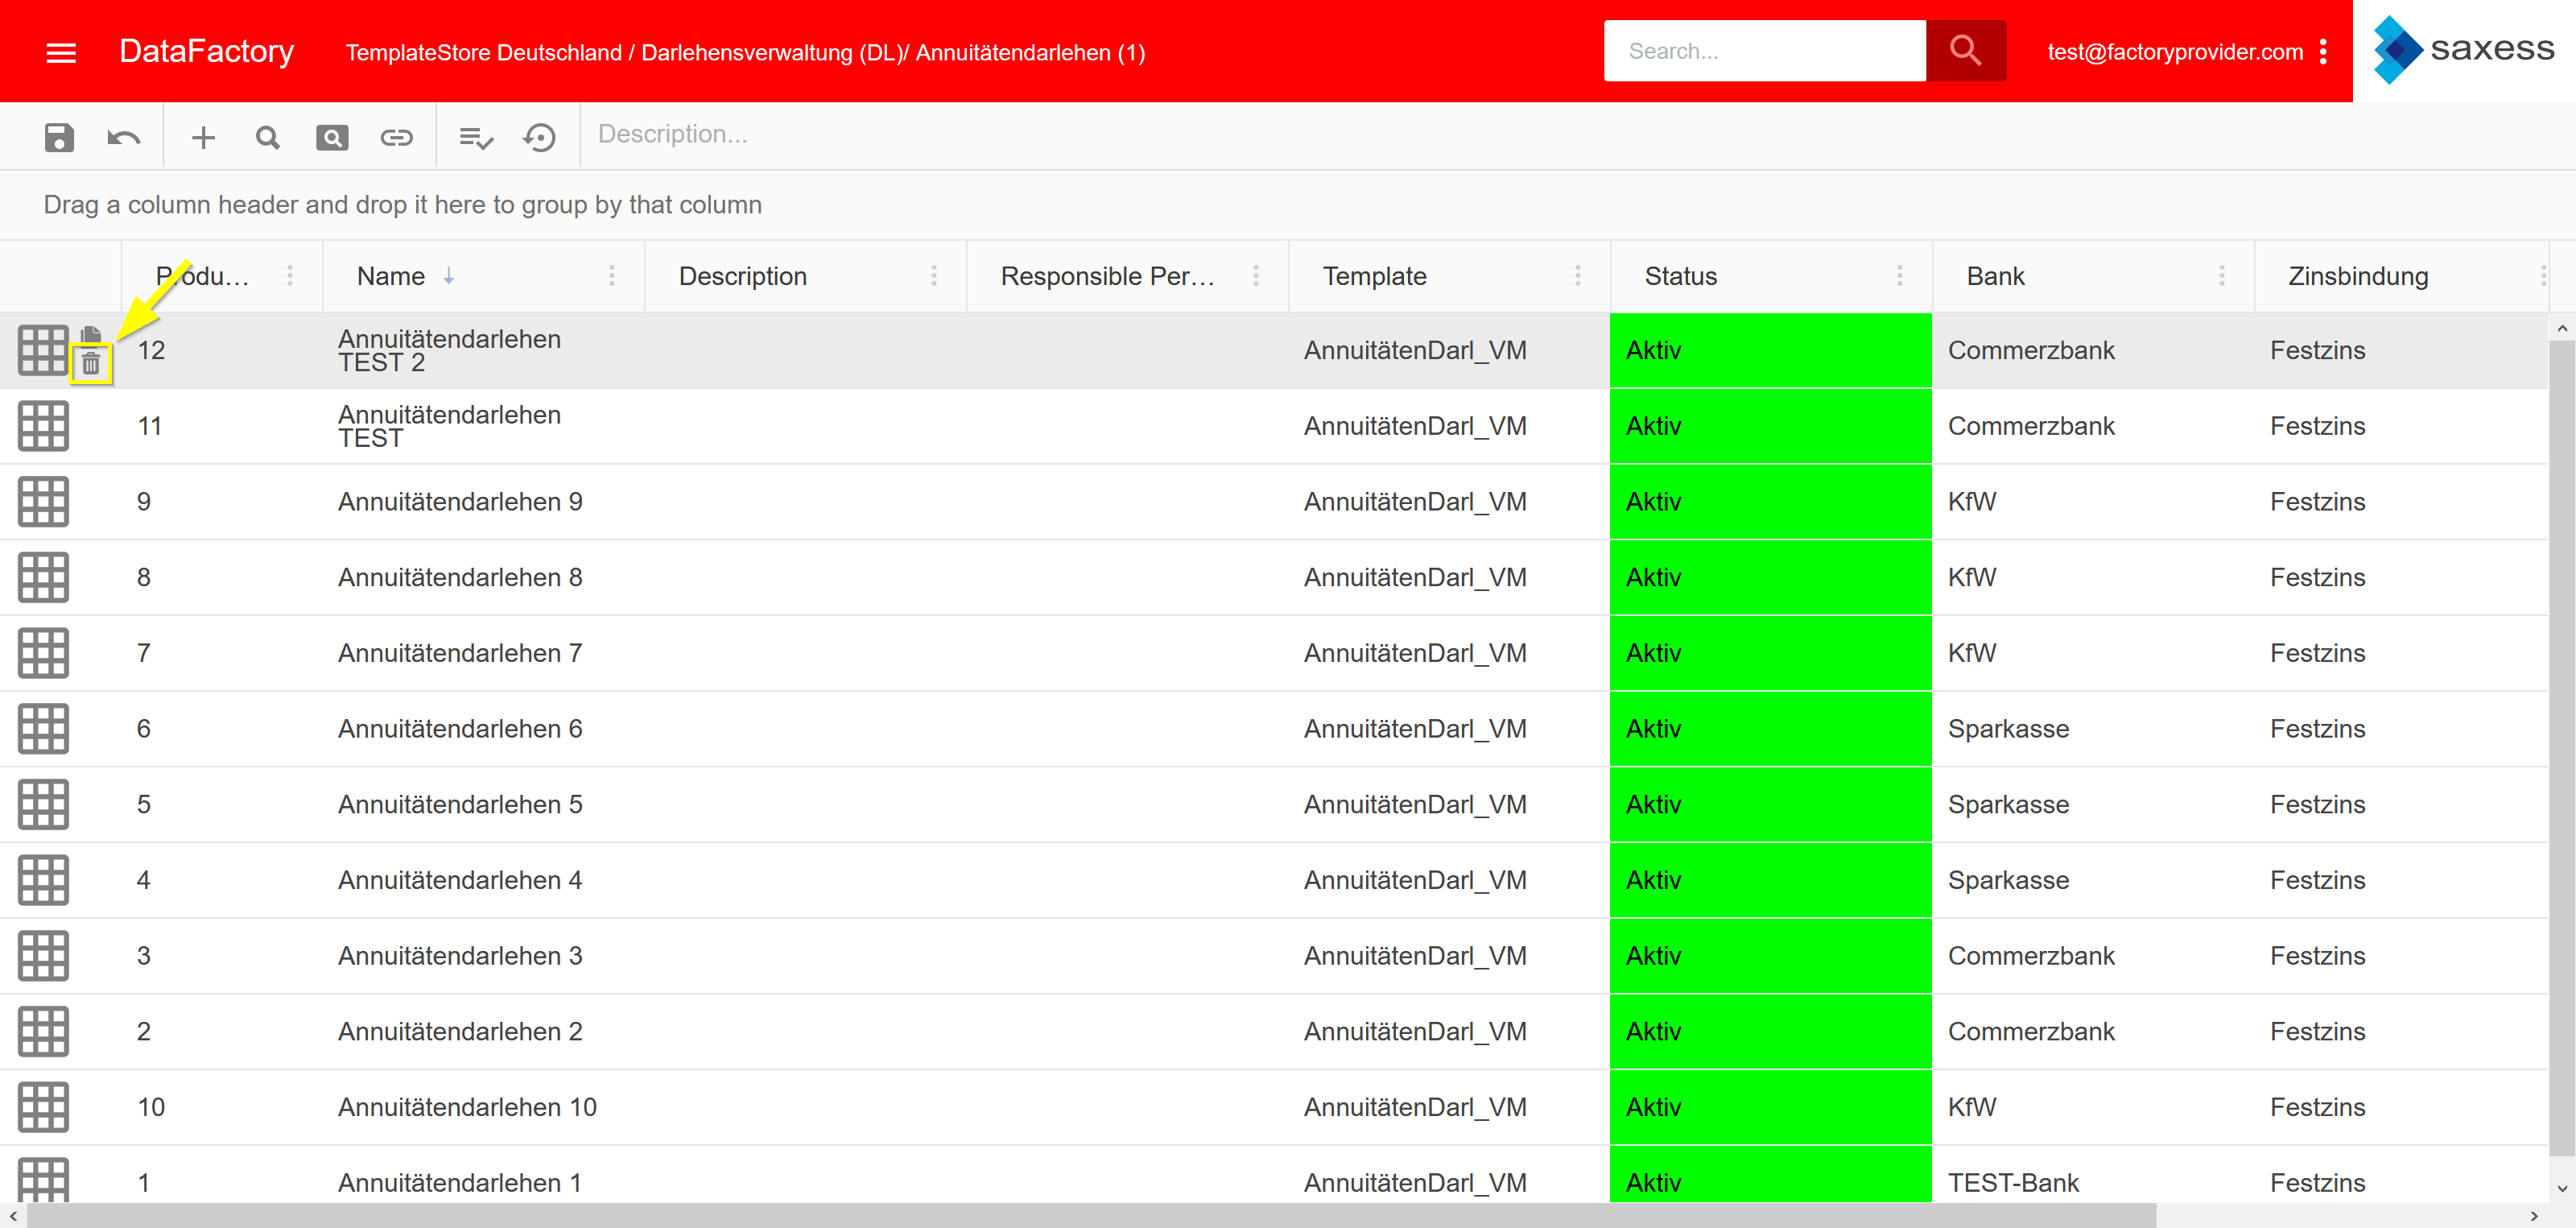 DataFactory TemplateStore Deutschland / Darlehensverwaltung (DL)/ Annuitätendarlehen (1) Search... test@factoryprovider.com saxess
Description...
Drag a column header and drop it here to group by that column
Produ... Name Description Responsible Per... Template Status Bank Zinsbindung
12 Annuitätendarlehen TEST 2 AnnuitätenDarl_VM Aktiv Commerzbank Festzins
11 Annuitätendarlehen TEST AnnuitätenDarl_VM Aktiv Commerzbank Festzins
9 Annuitätendarlehen 9 AnnuitätenDarl_VM Aktiv KfW Festzins
8 Annuitätendarlehen 8 AnnuitätenDarl_VM Aktiv KfW Festzins
7 Annuitätendarlehen 7 AnnuitätenDarl_VM Aktiv KfW Festzins
6 Annuitätendarlehen 6 AnnuitätenDarl_VM Aktiv Sparkasse Festzins
5 Annuitätendarlehen 5 AnnuitätenDarl_VM Aktiv Sparkasse Festzins
4 Annuitätendarlehen 4 AnnuitätenDarl_VM Aktiv Sparkasse Festzins
3 Annuitätendarlehen 3 AnnuitätenDarl_VM Aktiv Commerzbank Festzins
2 Annuitätendarlehen 2 AnnuitätenDarl_VM Aktiv Commerzbank Festzins
10 Annuitätendarlehen 10 AnnuitätenDarl_VM Aktiv KfW Festzins
1 Annuitätendarlehen 1 AnnuitätenDarl_VM Aktiv TEST-Bank Festzins